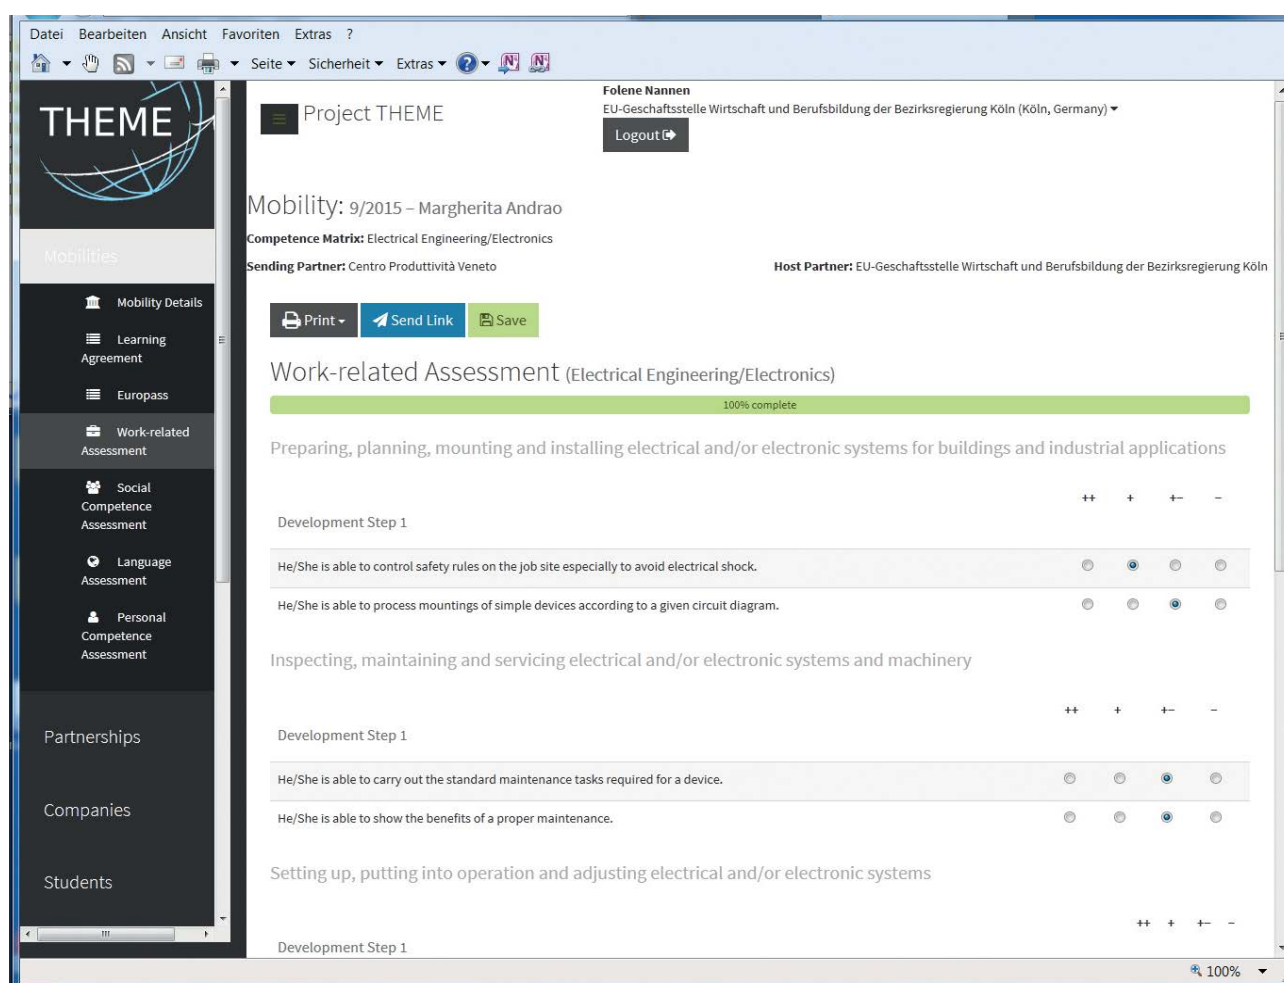 Datei Bearbeiten Ansicht Favoriten Extras ?
Seite Sicherheit Extras
THEME
Project THEME
Folene Nannen
EU-Geschaftsstelle Wirtschaft und Berufsbildung der Bezirksregierung Köln (Köln, Germany)
Logout
Mobility: 9/2015 – Margherita Andrao
Competence Matrix: Electrical Engineering/Electronics
Sending Partner: Centro Produttività Veneto
Host Partner: EU-Geschaftsstelle Wirtschaft und Berufsbildung der Bezirksregierung Köln
Mobilities
Mobility Details
Learning
Agreement
Europass
Work-related
Assessment
Social
Competence
Assessment
Language
Assessment
Personal
Competence
Assessment
Partnerships
Companies
Students
Print
Send Link
Save
Work-related Assessment (Electrical Engineering/Electronics)
100% complete
Preparing, planning, mounting and installing electrical and/or electronic systems for buildings and industrial applications
++ + +– –
Development Step 1
He/She is able to control safety rules on the job site especially to avoid electrical shock.
He/She is able to process mountings of simple devices according to a given circuit diagram.
Inspecting, maintaining and servicing electrical and/or electronic systems and machinery
++ + +– –
Development Step 1
He/She is able to carry out the standard maintenance tasks required for a device.
He/She is able to show the benefits of a proper maintenance.
Setting up, putting into operation and adjusting electrical and/or electronic systems
++ + +– –
Development Step 1
100%